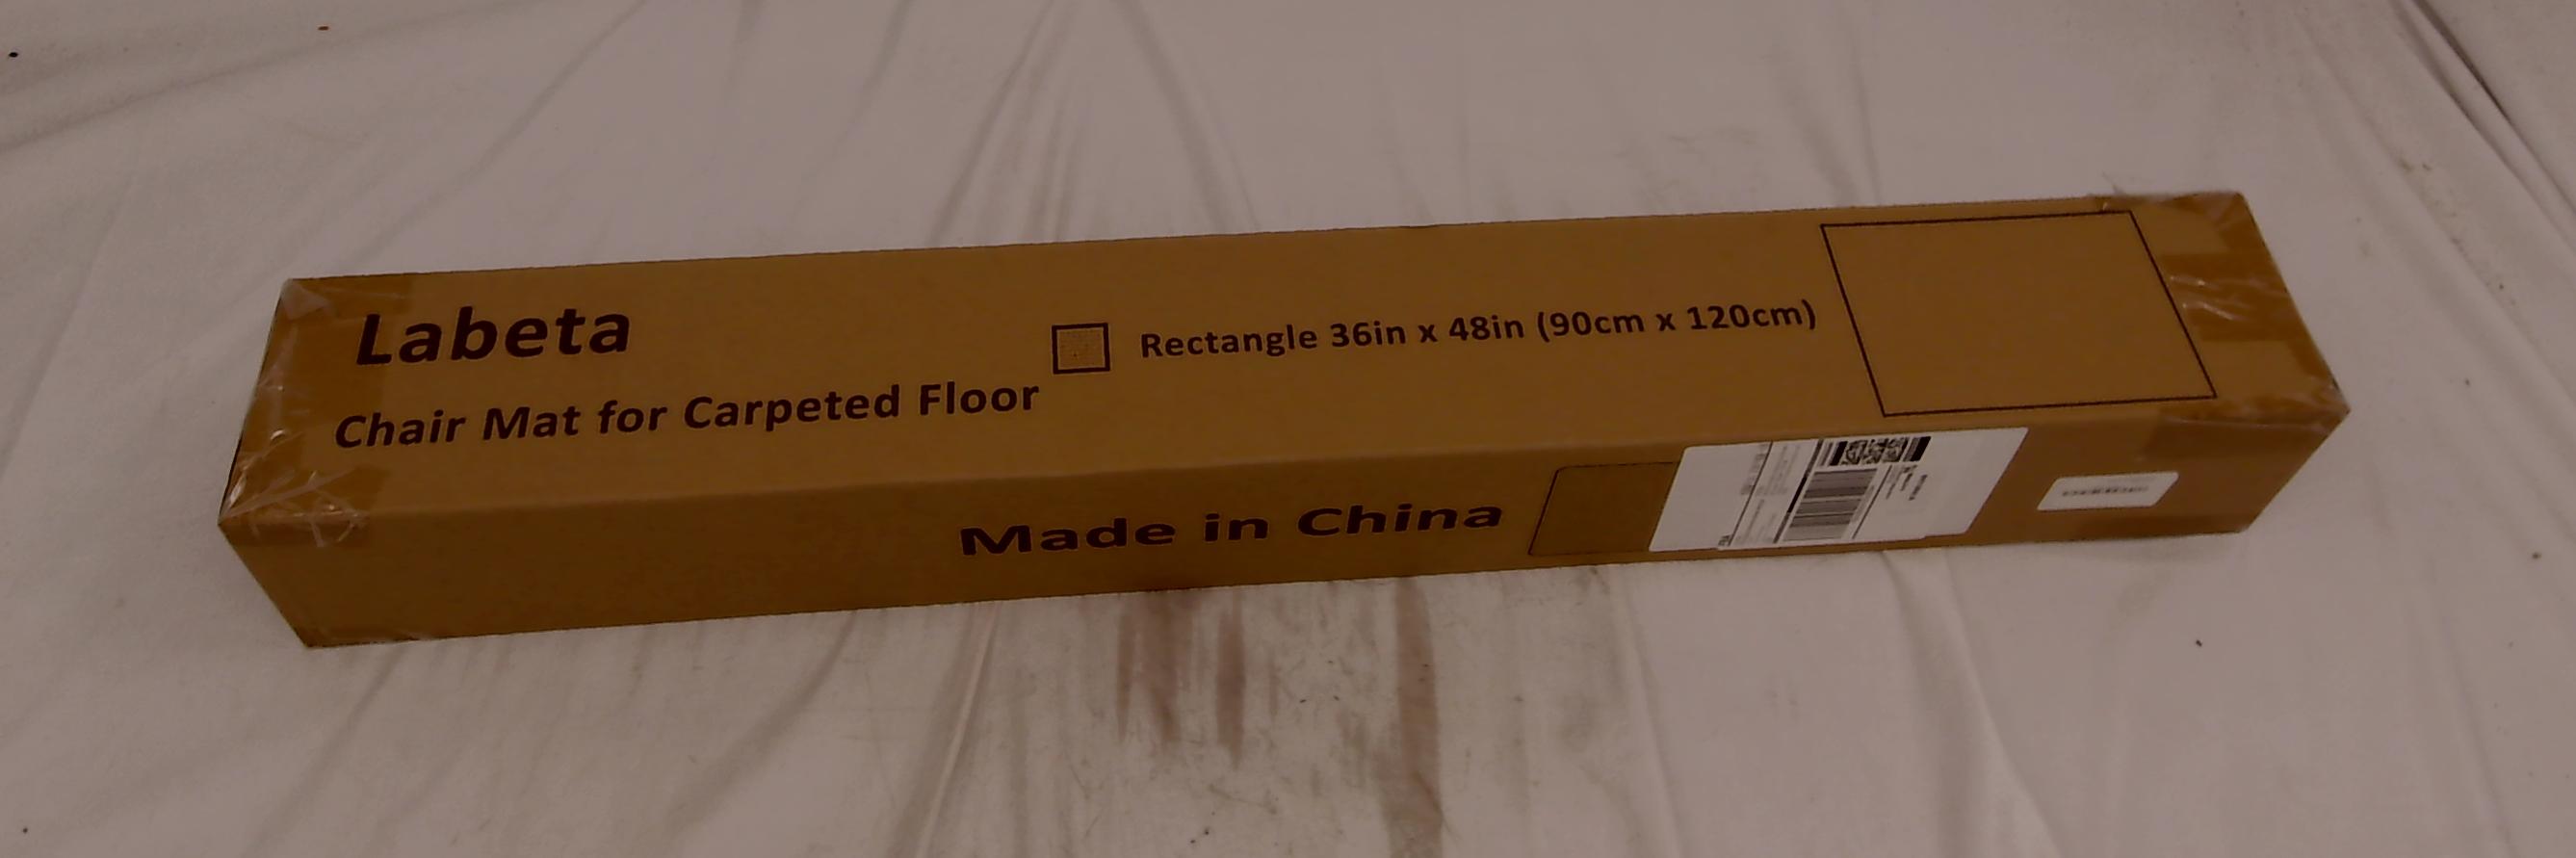 Labeta
Chair Mat for Carpeted Floor
Rectangle 36in x 48in (90cm x 120cm)
Made in China